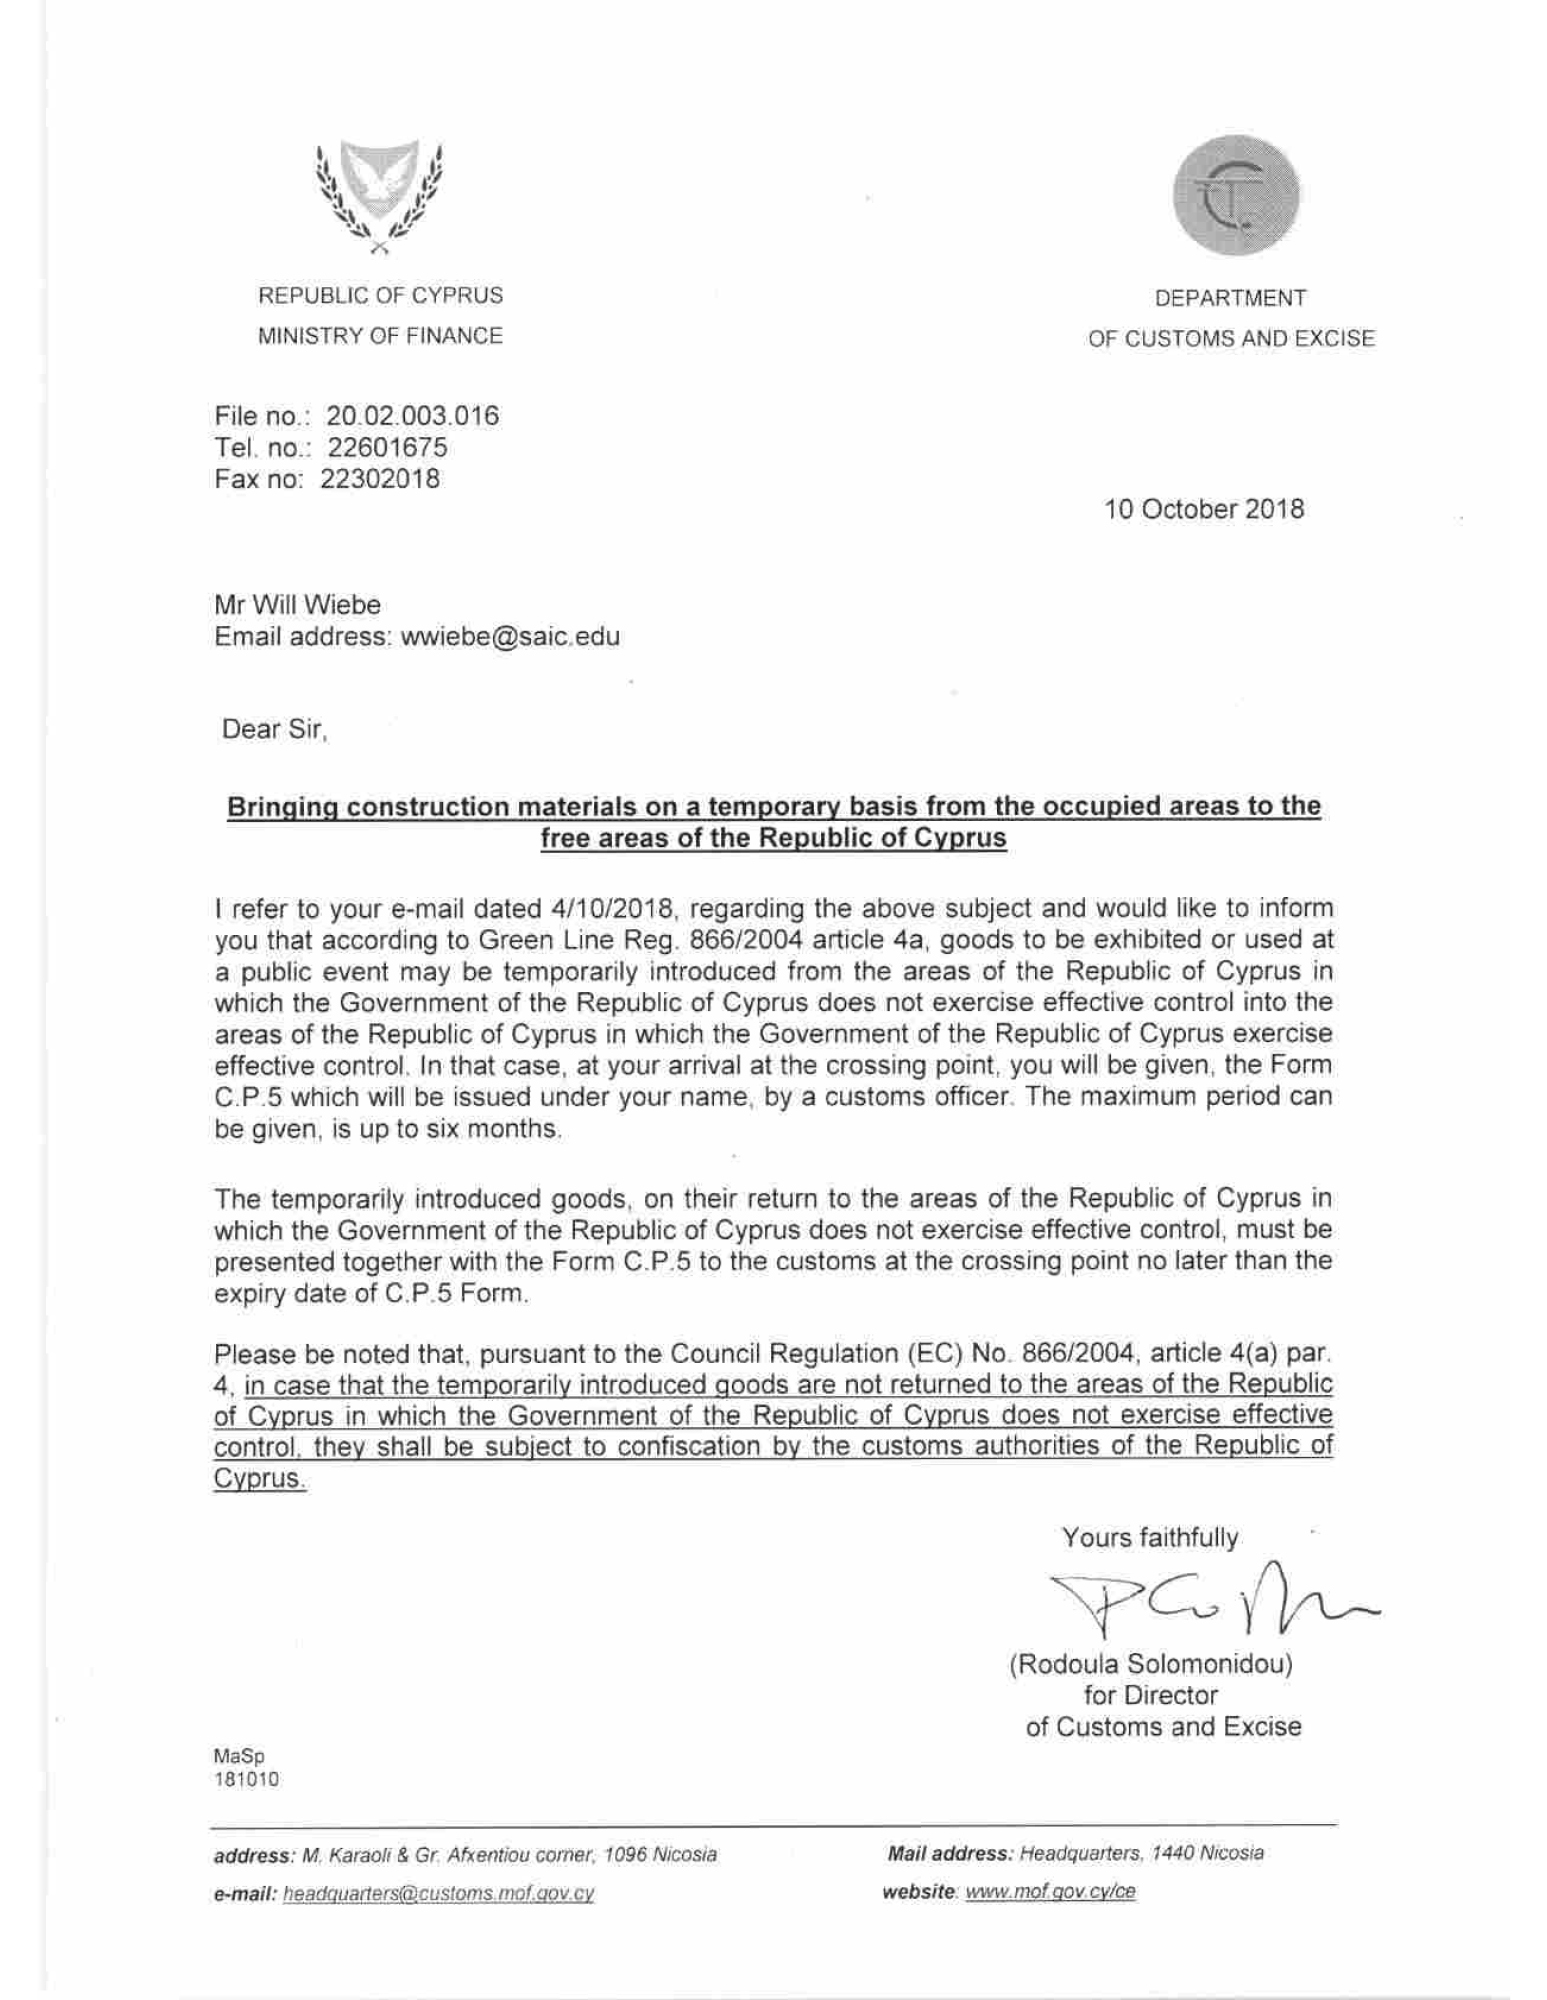 REPUBLIC OF CYPRUS
MINISTRY OF FINANCE
DEPARTMENT
OF CUSTOMS AND EXCISE
File no.: 20.02.003.016
Tel. no.: 22601675
Fax no: 22302018
10 October 2018
Mr Will Wiebe
Email address: wwiebe@saic.edu
Dear Sir,
Bringing construction materials on a temporary basis from the occupied areas to the
free areas of the Republic of Cyprus
I refer to your e-mail dated 4/10/2018, regarding the above subject and would like to inform
you that according to Green Line Reg. 866/2004 article 4a, goods to be exhibited or used at
a public event may be temporarily introduced from the areas of the Republic of Cyprus in
which the Government of the Republic of Cyprus does not exercise effective control into the
areas of the Republic of Cyprus in which the Government of the Republic of Cyprus exercise
effective control. In that case, at your arrival at the crossing point, you will be given, the Form
C.P.5 which will be issued under your name, by a customs officer. The maximum period can
be given, is up to six months.
The temporarily introduced goods, on their return to the areas of the Republic of Cyprus in
which the Government of the Republic of Cyprus does not exercise effective control, must be
presented together with the Form C.P.5 to the customs at the crossing point no later than the
expiry date of C.P.5 Form.
Please be noted that, pursuant to the Council Regulation (EC) No. 866/2004, article 4(a) par.
4, in case that the temporarily introduced goods are not returned to the areas of the Republic
of Cyprus in which the Government of the Republic of Cyprus does not exercise effective
control, they shall be subject to confiscation by the customs authorities of the Republic of
Cyprus.
Yours faithfully
(Rodoula Solomonidou)
for Director
of Customs and Excise
MaSp
181010
address: M. Karaoli & Gr. Afxentiou corner, 1096 Nicosia
Mail address: Headquarters, 1440 Nicosia
e-mail: headquarters@customs.mof.gov.cy
website: www.mof.gov.cy/ce